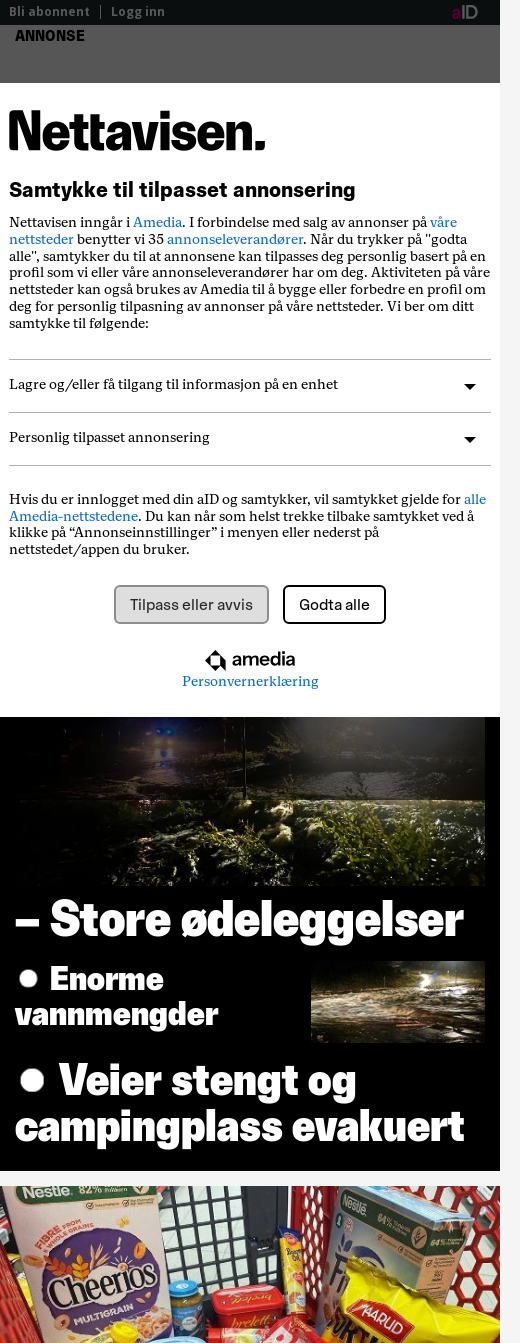 Bli abonnent | Logg inn
aID
ANNONSE
Nettavisen.
Samtykke til tilpasset annonsering
Nettavisen inngår i Amedia. I forbindelse med salg av annonser på våre
nettsteder benytter vi 35 annonseleverandører. Når du trykker på "godta
alle", samtykker du til at annonsene kan tilpasses deg personlig basert på en
profil som vi eller våre annonseleverandører har om deg. Aktiviteten på våre
nettsteder kan også brukes av Amedia til å bygge eller forbedre en profil om
deg for personlig tilpasning av annonser på våre nettsteder. Vi ber om ditt
samtykke til følgende:
Lagre og/eller få tilgang til informasjon på en enhet
Personlig tilpasset annonsering
Hvis du er innlogget med din aID og samtykker, vil samtykket gjelde for alle
Amedia-nettstedene. Du kan når som helst trekke tilbake samtykket ved å
klikke på “Annonseinnstillinger” i menyen eller nederst på
nettstedet/appen du bruker.
Tilpass eller avvis
Godta alle
amedia
Personvernerklæring
– Store ødeleggelser
Enorme
vannmengder
Veier stengt og
campingplass evakuert
Nestle 82%
FIBRE FROM
WHOLE GRAINS
Cheerios
MULTIGRAIN
Nestle
64%
MAARUD
brelett